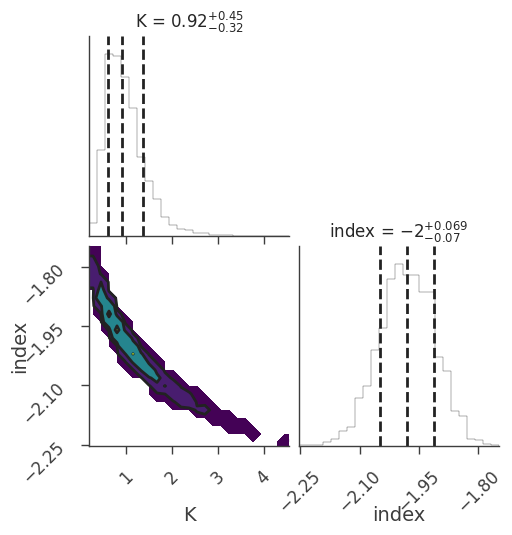 K = 0.92+0.45−0.32
index = −2+0.069−0.07
index
−1.80
−1.95
−2.10
−2.25
1 2 3 4
K
−2.25 −2.10 −1.95 −1.80
index